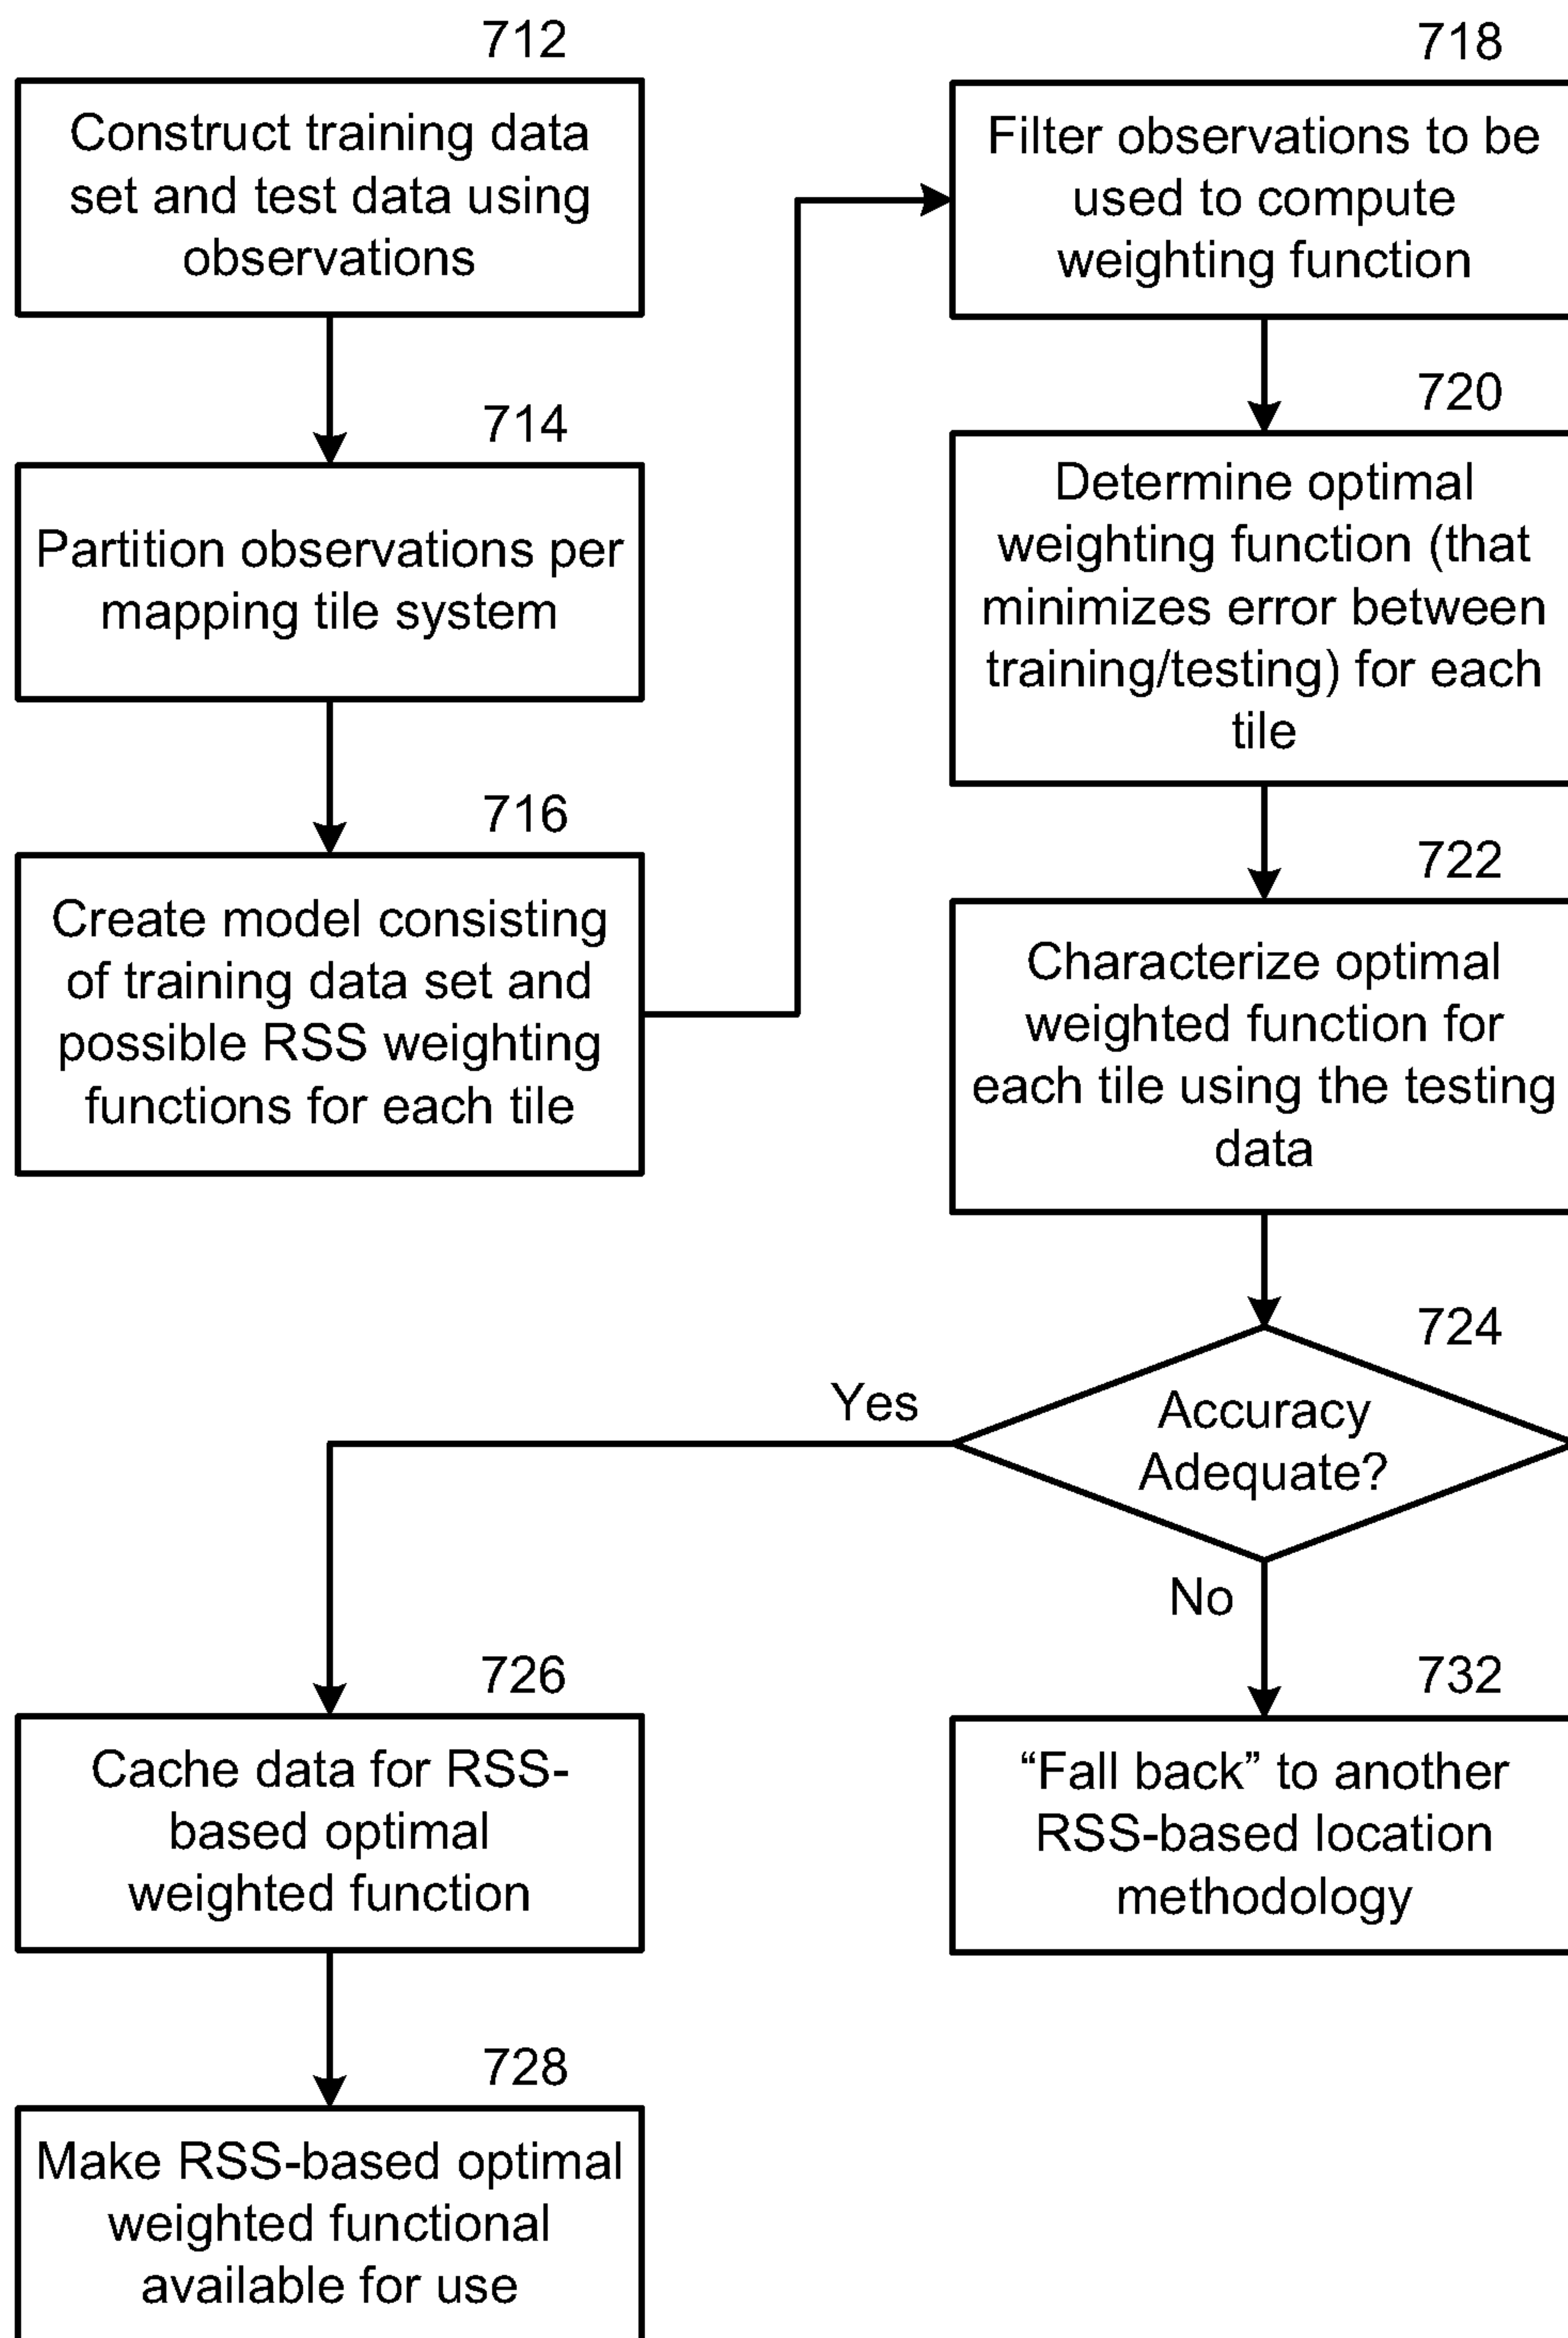 712
Construct training data
set and test data using
observations
714
Partition observations per
mapping tile system
716
Create model consisting
of training data set and
possible RSS weighting
functions for each tile
718
Filter observations to be
used to compute
weighting function
720
Determine optimal
weighting function (that
minimizes error between
training/testing) for each
tile
722
Characterize optimal
weighted function for
each tile using the testing
data
724
Accuracy
Adequate?
Yes
No
726
Cache data for RSS-
based optimal
weighted function
728
Make RSS-based optimal
weighted functional
available for use
732
“Fall back” to another
RSS-based location
methodology